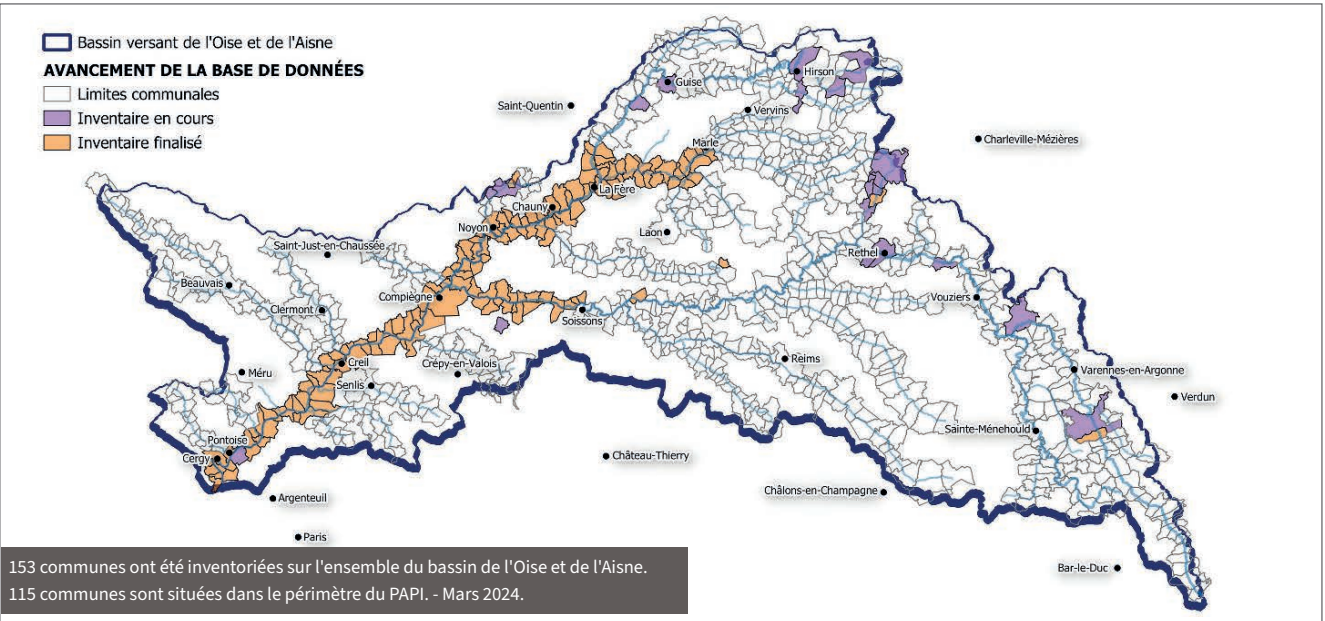 Bassin versant de l'Oise et de l'Aisne
AVANCEMENT DE LA BASE DE DONNÉES
Limites communales
Inventaire en cours
Inventaire finalisé
Hirson
Guise
Saint-Quentin
Vervins
Marle
Charleville-Mézières
La Fère
Chauny
Noyon
Laon
Saint-Just-en-Chaussée
Rethel
Beauvais
Compiègne
Vouziers
Clermont
Soissons
Reims
Creil
Crépy-en-Valois
Méru
Senlis
Varennes-en-Argonne
Verdun
Sainte-Ménehould
Pontoise
Cergy
Château-Thierry
Argenteuil
Châlons-en-Champagne
Paris
Bar-le-Duc
153 communes ont été inventoriées sur l'ensemble du bassin de l'Oise et de l'Aisne.
115 communes sont situées dans le périmètre du PAPI. - Mars 2024.